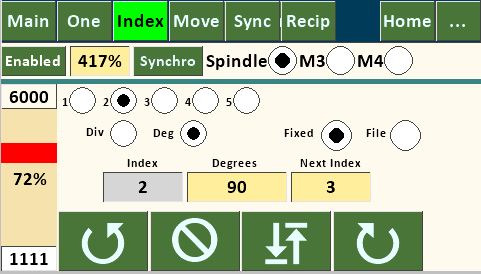 Main One Index Move Sync Recip Home ...
Enabled 417% Synchro Spindle M3 M4
6000 1 2 3 4 5
Div Deg Fixed File
Index Degrees Next Index
72% 2 90 3
1111